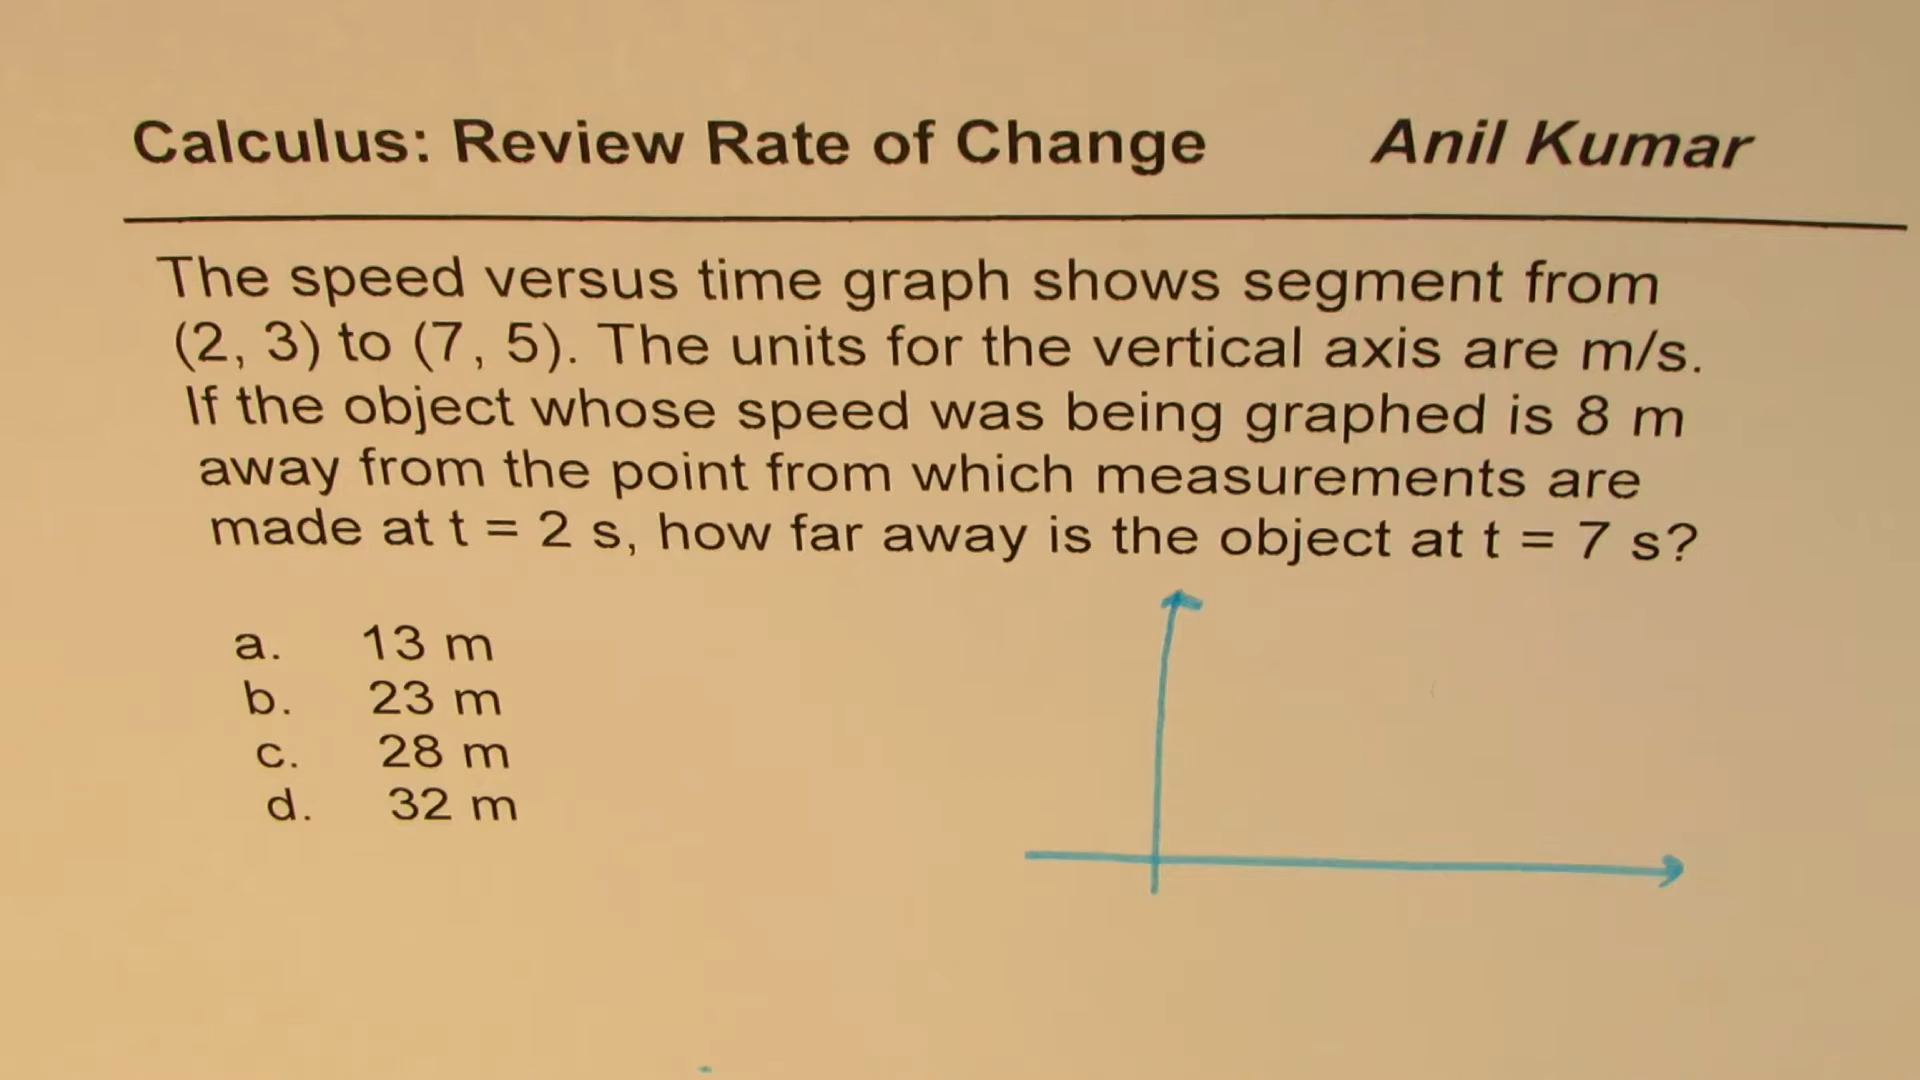 Calculus: Review Rate of Change Anil Kumar
The speed versus time graph shows segment from
(2, 3) to (7, 5). The units for the vertical axis are m/s.
If the object whose speed was being graphed is 8 m
away from the point from which measurements are
made at t = 2 s, how far away is the object at t = 7 s?
a. 13 m
b. 23 m
c. 28 m
d. 32 m